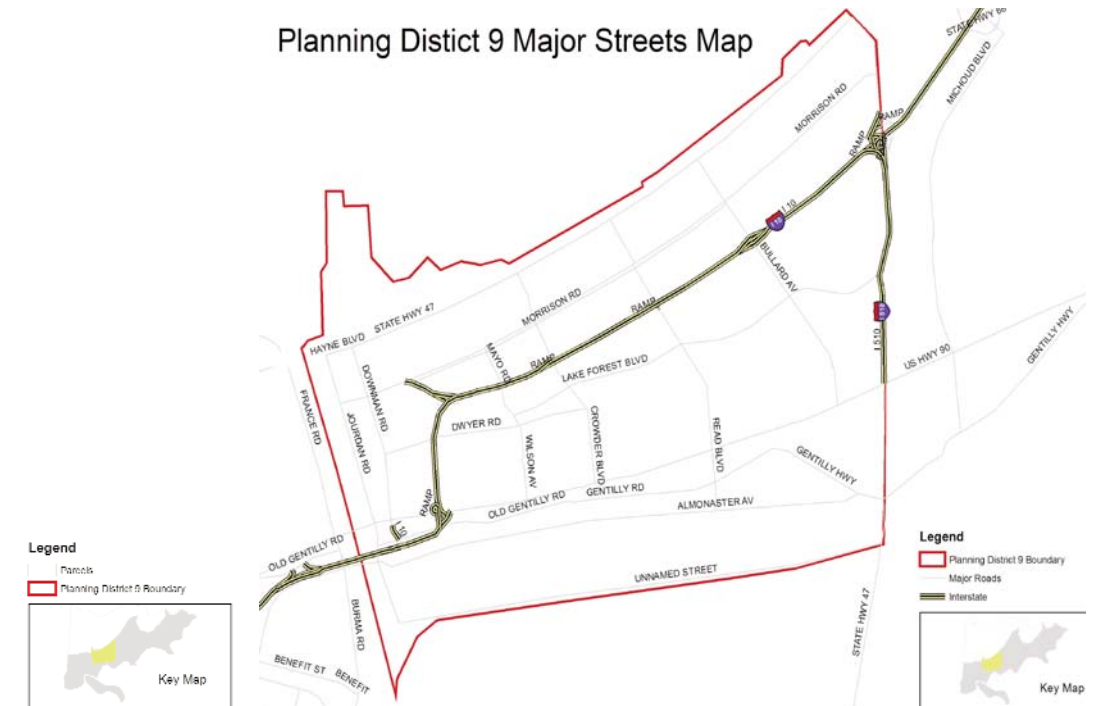 Planning Distict 9 Major Streets Map
STATE HWY 
MICHOUD BLVD
MORRISON RD
RAMP
RAMP
I 10
BULLARD AV
STATE HWY 47
HAYNE BLVD
MORRISON RD
RAMP
MAYO RD
RAMP
LAKE FOREST BLVD
I 510
US HWY 90
GENTILLY HWY
DOWNMAN RD
FRANCE RD
JOURDAN RD
DWYER RD
WILSON AV
CROWDER BLVD
READ BLVD
GENTILLY HWY
RAMP
I 10
OLD GENTILLY RD
GENTILLY RD
ALMONASTER AV
OLD GENTILLY RD
UNNAMED STREET
BURMA RD
STATE HWY 47
BENEFIT ST
BENEFIT
Legend
Parcels
Planning District 9 Boundary
Key Map
Legend
Planning District 9 Boundary
Major Roads
Interstate
Key Map